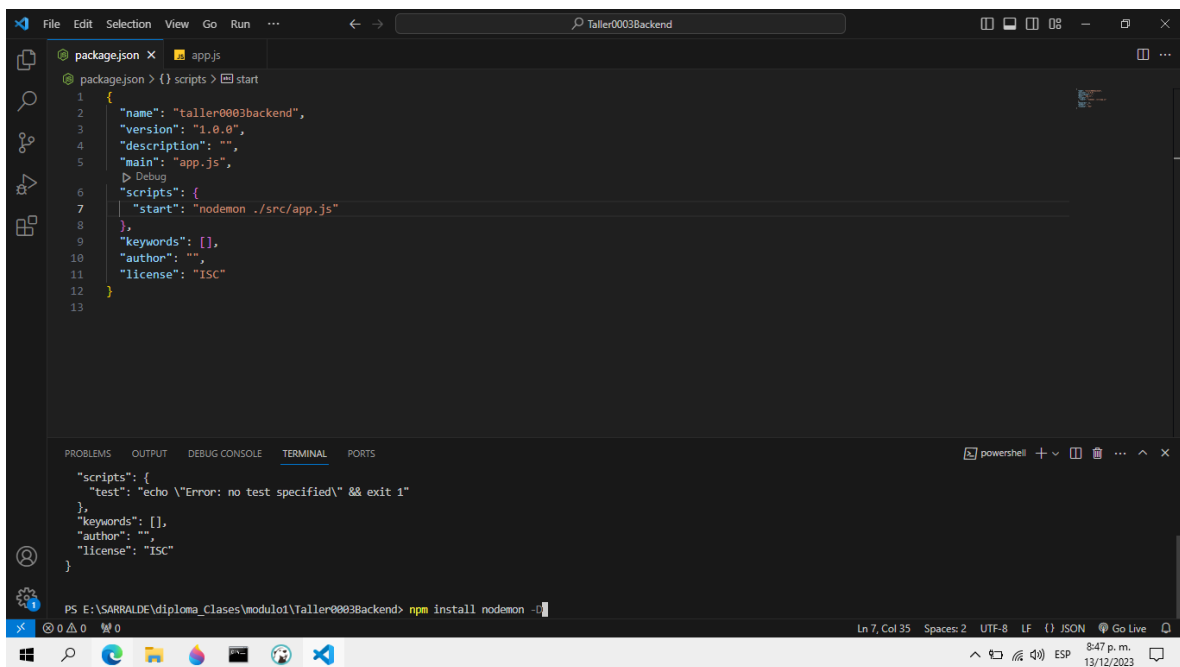 File Edit Selection View Go Run ··· Taller0003Backend
package.json app.js
package.json > {} scripts > start
1 {
2 "name": "taller0003backend",
3 "version": "1.0.0",
4 "description": "",
5 "main": "app.js",
Debug
6 "scripts": {
7 "start": "nodemon ./src/app.js"
8 },
9 "keywords": [],
10 "author": "",
11 "license": "ISC"
12 }
13
PROBLEMS OUTPUT DEBUG CONSOLE TERMINAL PORTS powershell
"scripts": {
"test": "echo \"Error: no test specified\" && exit 1"
},
"keywords": [],
"author": "",
"license": "ISC"
}
PS E:\SARRALDE\diploma_Clases\modulo1\Taller0003Backend> npm install nodemon -D
1
0 0 0 Ln 7, Col 35 Spaces: 2 UTF-8 LF {} JSON Go Live
ESP 8:47 p. m.
13/12/2023